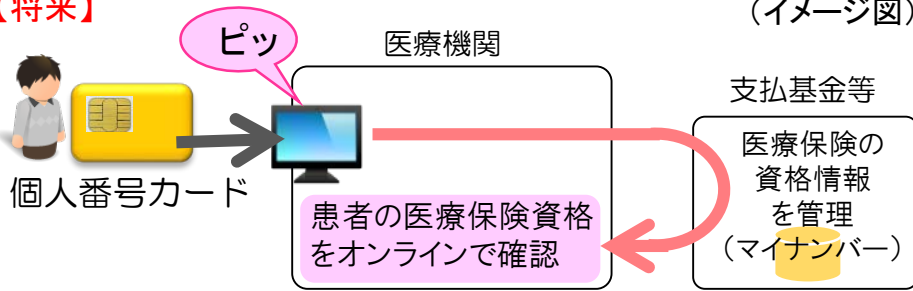 【将来】
（イメージ図）
ピッ
医療機関
支払基金等
個人番号カード
患者の医療保険資格
をオンラインで確認
医療保険の
資格情報
を管理
（マイナンバー）